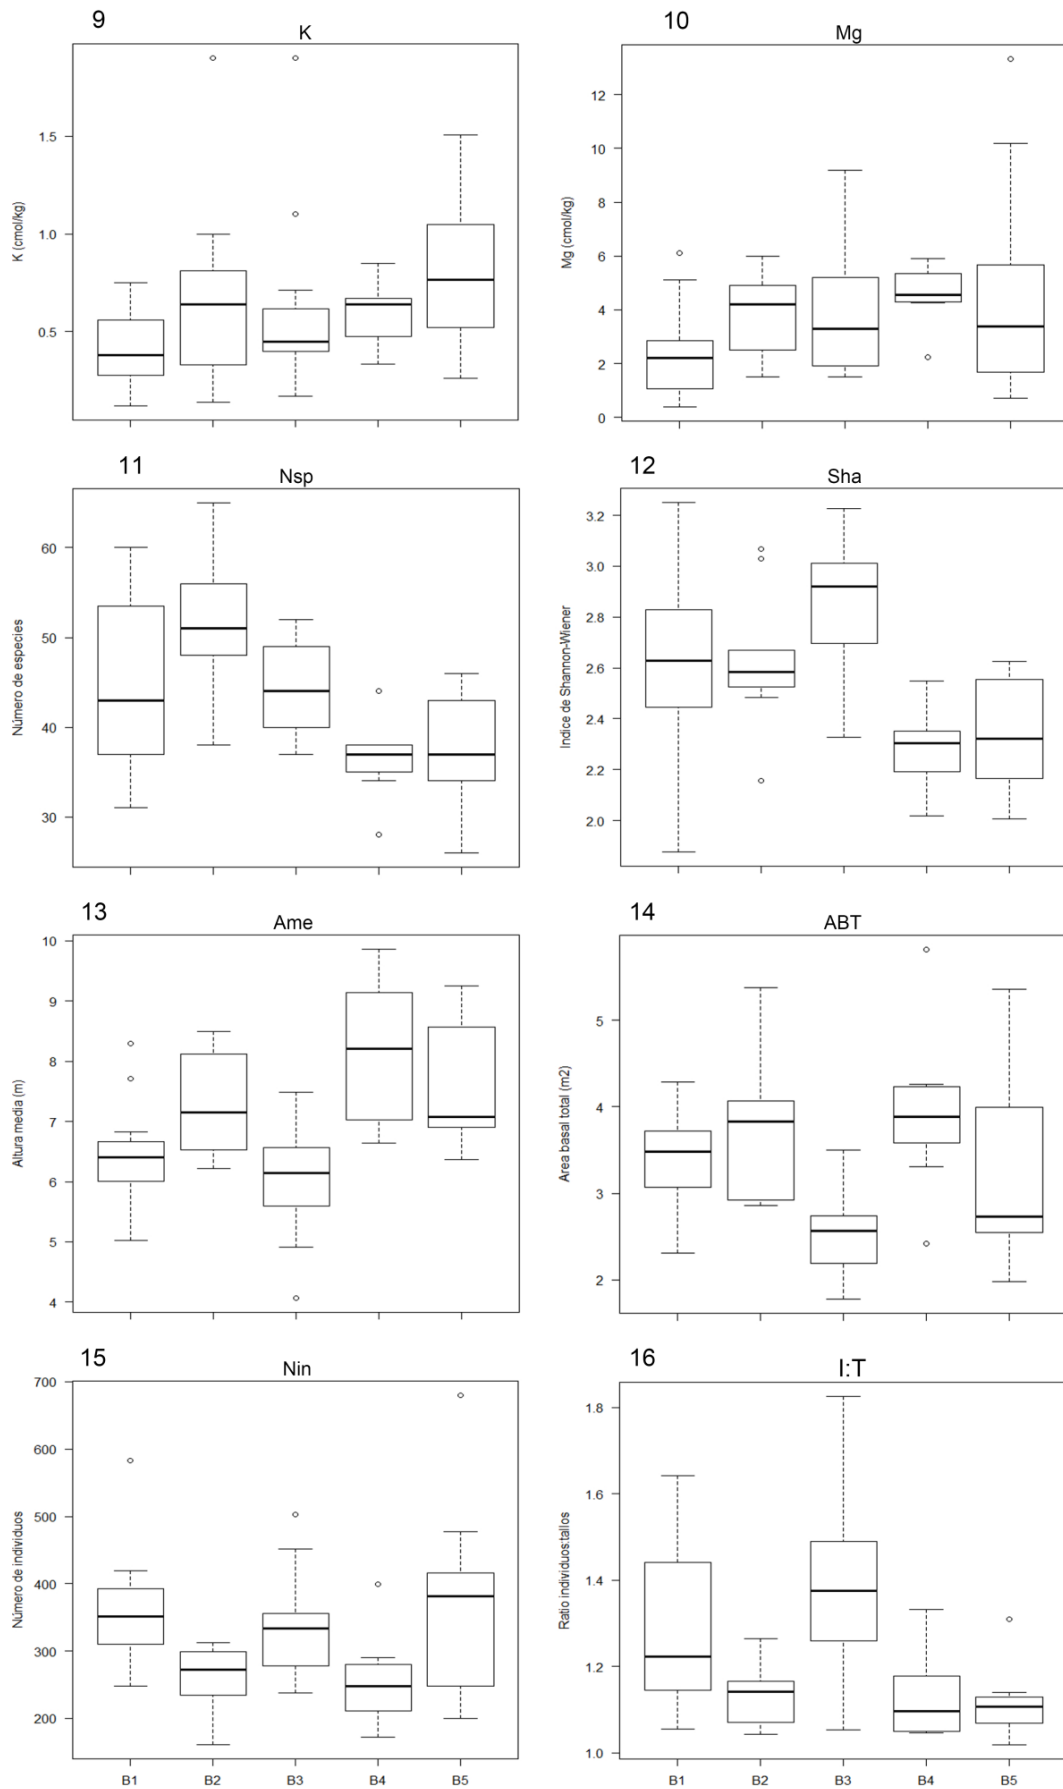 9
K
K (cmol/kg)
1.5
1.0
0.5
10
Mg
Mg (cmol/kg)
12
10
8
6
4
2
0
11
Nsp
Número de especies
60
50
40
30
12
Sha
Indice de Shannon-Wiener
3.2
3.0
2.8
2.6
2.4
2.2
2.0
13
Ame
Altura media (m)
10
9
8
7
6
5
4
14
ABT
Area basal total (m2)
5
4
3
2
15
Nin
Número de individuos
700
600
500
400
300
200
B1 B2 B3 B4 B5
16
I:T
Ratio individuos:tallos
1.8
1.6
1.4
1.2
1.0
B1 B2 B3 B4 B5